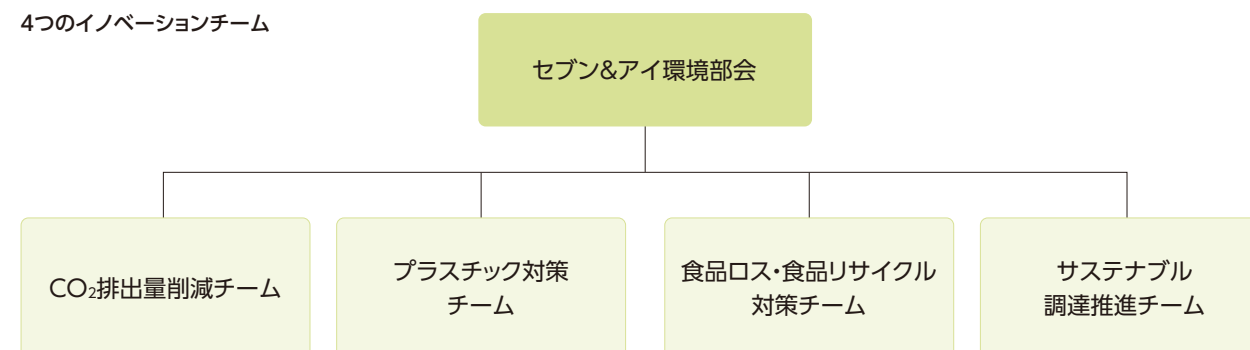 4つのイノベーションチーム
セブン&アイ環境部会
CO₂排出量削減チーム
プラスチック対策
チーム
食品ロス・食品リサイクル
対策チーム
サステナブル
調達推進チーム